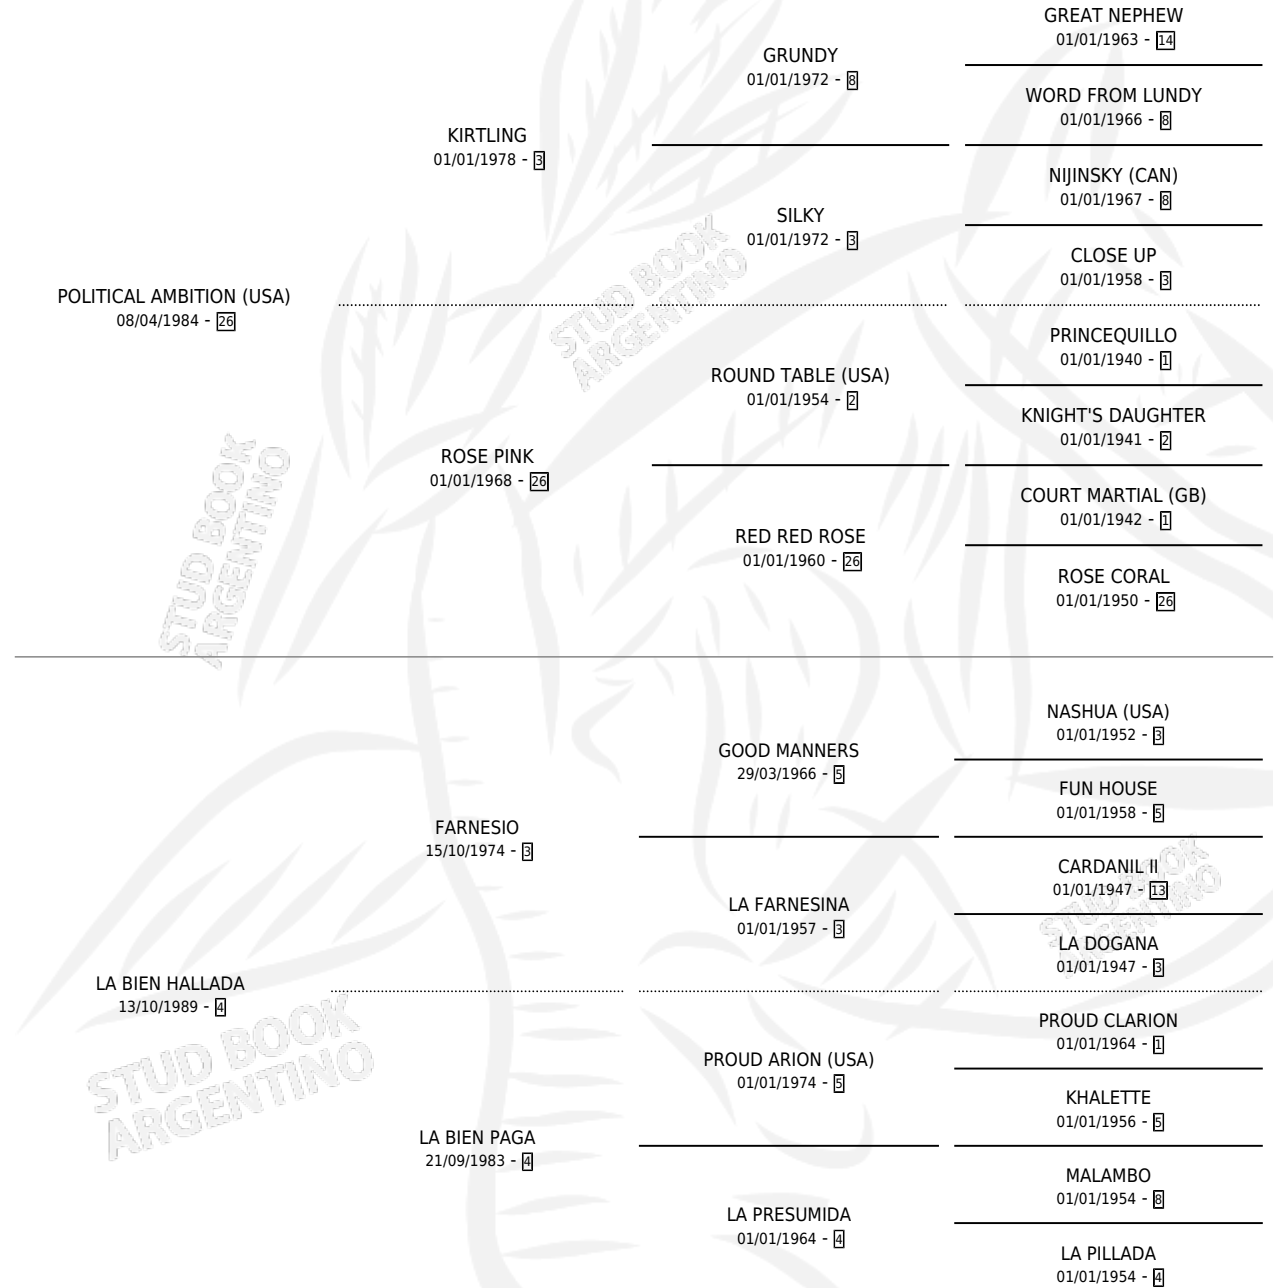 GREAT NEPHEW
01/01/1963 - 14
GRUNDY
01/01/1972 - 8
WORD FROM LUNDY
01/01/1966 - 8
KIRTLING
01/01/1978 - 3
NIJINSKY (CAN)
01/01/1967 - 8
SILKY
01/01/1972 - 3
CLOSE UP
01/01/1958 - 3
POLITICAL AMBITION (USA)
08/04/1984 - 26
PRINCEQUILLO
01/01/1940 - 1
ROUND TABLE (USA)
01/01/1954 - 2
KNIGHT'S DAUGHTER
01/01/1941 - 2
ROSE PINK
01/01/1968 - 26
COURT MARTIAL (GB)
01/01/1942 - 1
RED RED ROSE
01/01/1960 - 26
ROSE CORAL
01/01/1950 - 26
NASHUA (USA)
01/01/1952 - 3
GOOD MANNERS
29/03/1966 - 5
FUN HOUSE
01/01/1958 - 5
FARNESIO
15/10/1974 - 3
CARDANIL II
01/01/1947 - 13
LA FARNESINA
01/01/1957 - 3
LA DOGANA
01/01/1947 - 3
LA BIEN HALLADA
13/10/1989 - 4
PROUD CLARION
01/01/1964 - 1
PROUD ARION (USA)
01/01/1974 - 5
KHALETTE
01/01/1956 - 5
LA BIEN PAGA
21/09/1983 - 4
MALAMBO
01/01/1954 - 8
LA PRESUMIDA
01/01/1964 - 4
LA PILLADA
01/01/1954 - 4
STUD BOOK
ARGENTINO
STUD BOOK
ARGENTINO
STUD BOOK
ARGENTINO
STUD BOOK
ARGENTINO